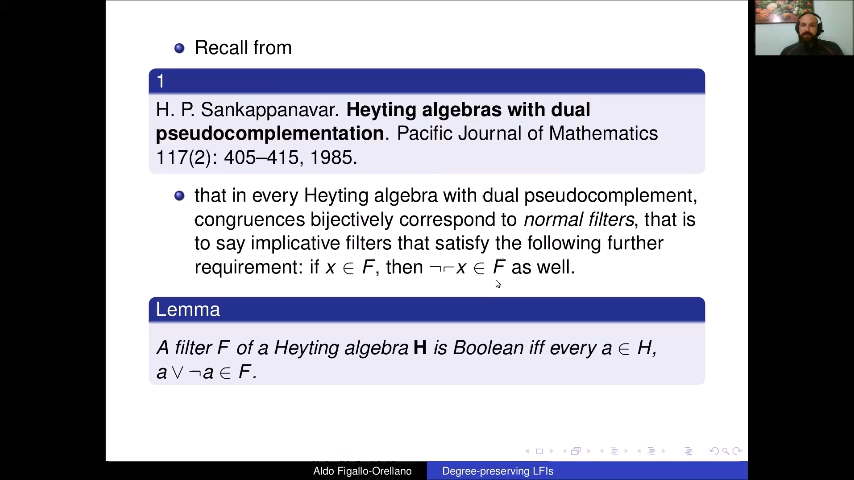 Recall from
1
H. P. Sankappanavar. Heyting algebras with dual
pseudocomplementation. Pacific Journal of Mathematics
117(2): 405–415, 1985.
that in every Heyting algebra with dual pseudocomplement,
congruences bijectively correspond to normal filters, that is
to say implicative filters that satisfy the following further
requirement: if x ∈ F, then ¬⌐x ∈ F as well.
Lemma
A filter F of a Heyting algebra H is Boolean iff every a ∈ H,
a ∨ ¬a ∈ F.
Aldo Figallo-Orellano
Degree-preserving LFIs